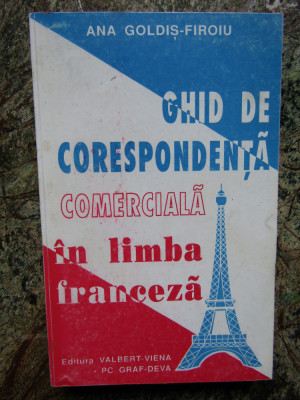 ANA GOLDIȘ-FIROIU
GHID DE
CORESPONDENȚĂ
COMERCIALĂ
în limba
franceză
Editura VALBERT-VIENA
· PC GRAF-DEVA